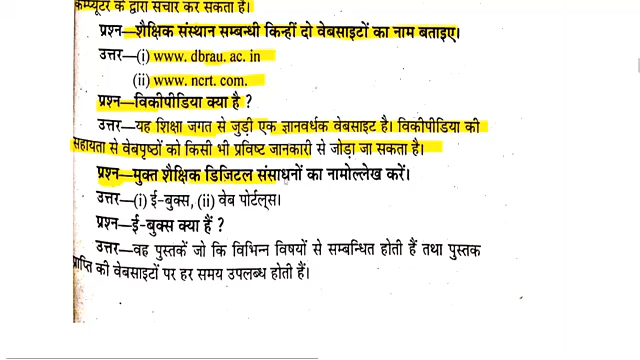 कम्प्यूटर के द्वारा संचार कर सकता है।
प्रश्न—शैक्षिक संस्थान सम्बन्धी किन्हीं दो वेबसाइटों का नाम बताइए।
उत्तर—(i) www. dbrau. ac. in
(ii) www. ncrt. com.
प्रश्न—विकीपीडिया क्या है ?
उत्तर—यह शिक्षा जगत से जुड़ी एक ज्ञानवर्धक वेबसाइट है। विकीपीडिया की
सहायता से वेबपृष्ठों को किसी भी प्रविष्ट जानकारी से जोड़ा जा सकता है।
प्रश्न—मुक्त शैक्षिक डिजिटल संसाधनों का नामोल्लेख करें।
उत्तर—(i) ई-बुक्स, (ii) वेब पोर्टल्स।
प्रश्न—ई-बुक्स क्या हैं ?
उत्तर—वह पुस्तकें जो कि विभिन्न विषयों से सम्बन्धित होती हैं तथा पुस्तक
प्राप्ति की वेबसाइटों पर हर समय उपलब्ध होती हैं।